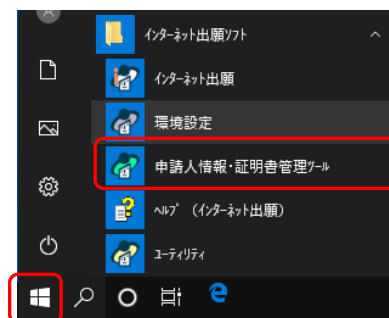 インターネット出願ソフト
インターネット出願
環境設定
申請人情報・証明書管理ツール
ヘルプ (インターネット出願)
ユーティリティ